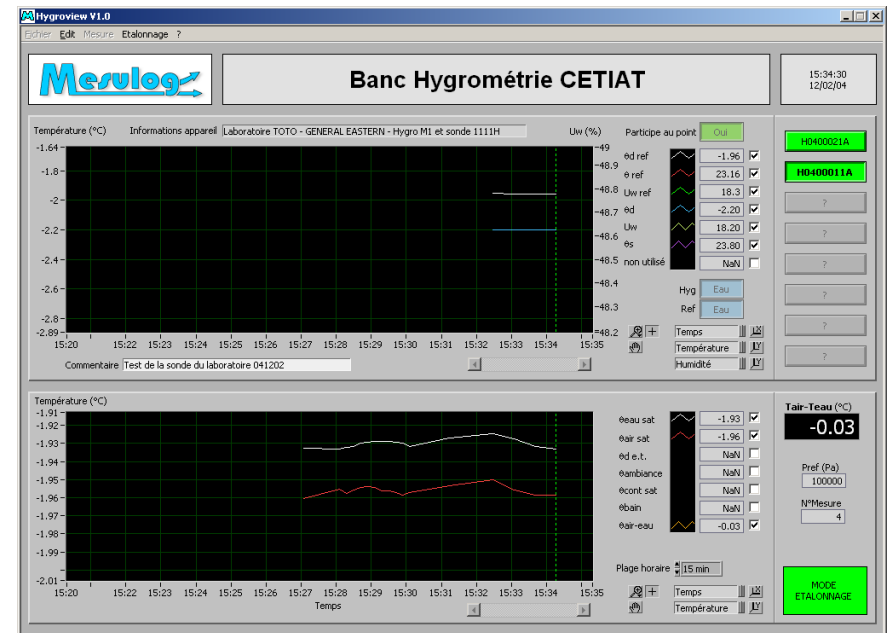 Hygroview V1.0
Fichier Edit Mesure Etalonnage ?
Mesulog
Banc Hygrométrie CETIAT
15:34:30
12/02/04
Température (°C) Informations appareil Laboratoire TOTO - GENERAL EASTERN - Hygro M1 et sonde 1111H Uw (%) Participe au point Oui
-1.64
-1.8
-2
-2.2
-2.4
-2.6
-2.8
-2.89
-49
-48.9
-48.8
-48.7
-48.6
-48.5
-48.4
-48.3
-48.2
15:20 15:22 15:23 15:25 15:26 15:27 15:28 15:29 15:30 15:31 15:32 15:33 15:34 15:35
Commentaire Test de la sonde du laboratoire 041202
θd ref -1.96
θ ref 23.16
Uw ref 18.3
θd -2.20
Uw 18.20
θs 23.80
non utilisé NaN
Hyg Eau
Ref Eau
Temps
Température
Humidité
H0400021A
H0400011A
?
?
?
?
?
?
Température (°C)
-1.91
-1.92
-1.93
-1.94
-1.95
-1.96
-1.97
-1.98
-1.99
-2.01
15:20 15:22 15:23 15:25 15:26 15:27 15:28 15:29 15:30 15:31 15:32 15:33 15:34 15:35
Temps
θeau sat -1.93
θair sat -1.96
θd e.t. NaN
θambiance NaN
θcont sat NaN
θbain NaN
θair-eau -0.03
Plage horaire 15 min
Temps
Température
Tair-Teau (°C)
-0.03
Pref (Pa)
100000
N°Mesure
4
MODE
ETALONNAGE